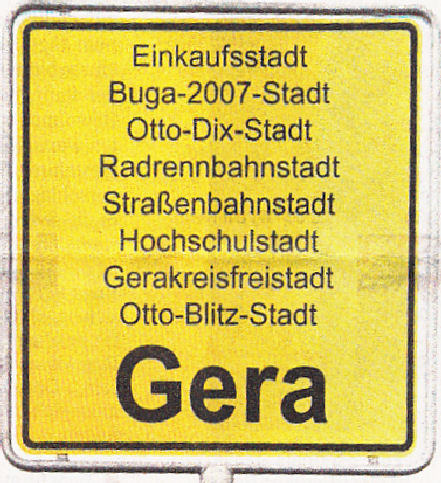 Einkaufsstadt
Buga-2007-Stadt
Otto-Dix-Stadt
Radrennbahnstadt
Straßenbahnstadt
Hochschulstadt
Gerakreisfreistadt
Otto-Blitz-Stadt
Gera